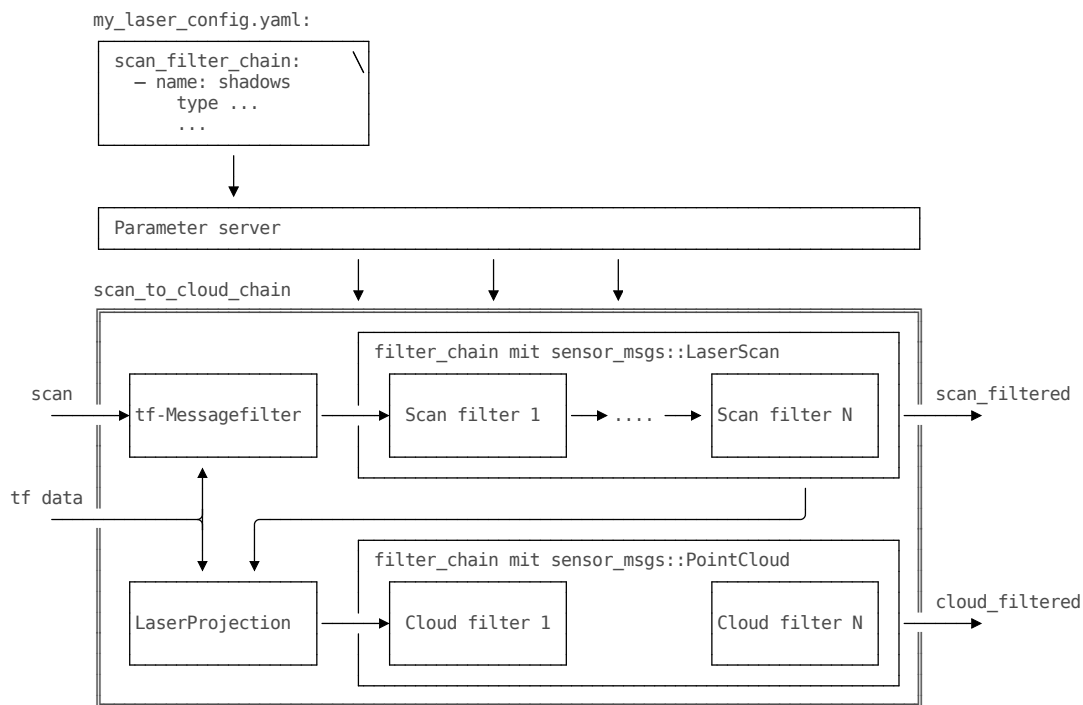 my_laser_config.yaml:
scan_filter_chain:
– name: shadows
type ...
...
Parameter server
scan_to_cloud_chain
filter_chain mit sensor_msgs::LaserScan
scan
tf-Messagefilter
Scan filter 1
....
Scan filter N
scan_filtered
tf data
filter_chain mit sensor_msgs::PointCloud
LaserProjection
Cloud filter 1
Cloud filter N
cloud_filtered